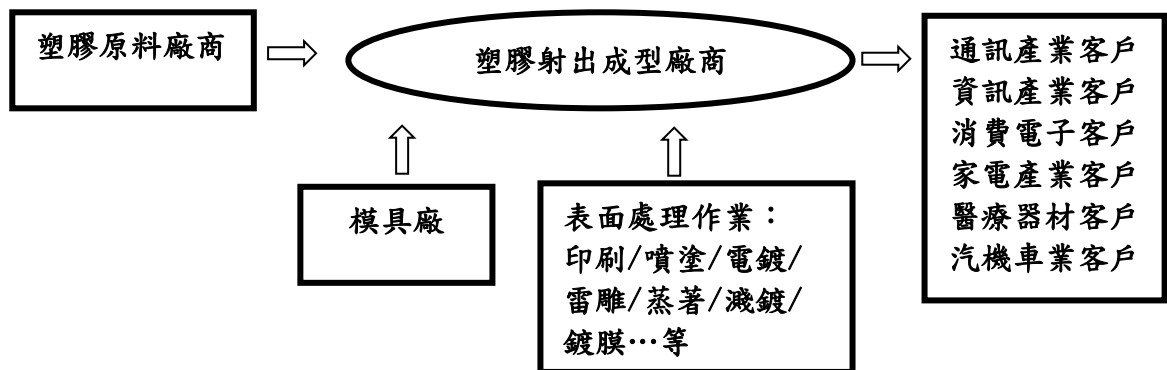 塑膠原料廠商
塑膠射出成型廠商
通訊產業客戶
資訊產業客戶
消費電子客戶
家電產業客戶
醫療器材客戶
汽機車業客戶
模具廠
表面處理作業：
印刷/噴塗/電鍍/
雷雕/蒸著/濺鍍/
鍍膜…等